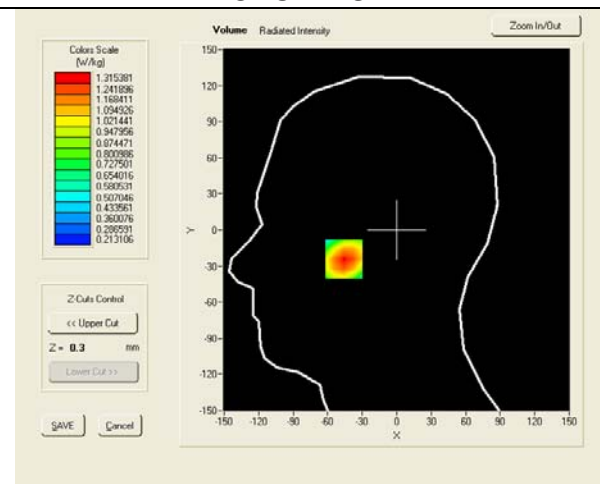 Volume Radiated Intensity
Zoom In/Out
Colors Scale
(W/kg)
1.315381
1.241896
1.168411
1.094926
1.021441
0.947956
0.874471
0.800986
0.727501
0.654016
0.580531
0.507046
0.433561
0.360076
0.286591
0.213106
Z-Cuts Control
<< Upper Cut
Z = 0.3 mm
Lower Cut >>
SAVE Cancel
150
120
90
60
30
0
-30
-60
-90
-120
-150
Y
-150 -120 -90 -60 -30 0 30 60 90 120 150
X